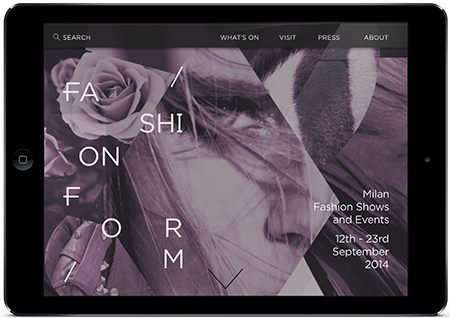 SEARCH
WHAT'S ON
VISIT
PRESS
ABOUT
FA/
SHI
ON
F
O R
/ M
Milan
Fashion Shows
and Events
12th - 23rd
September
2014